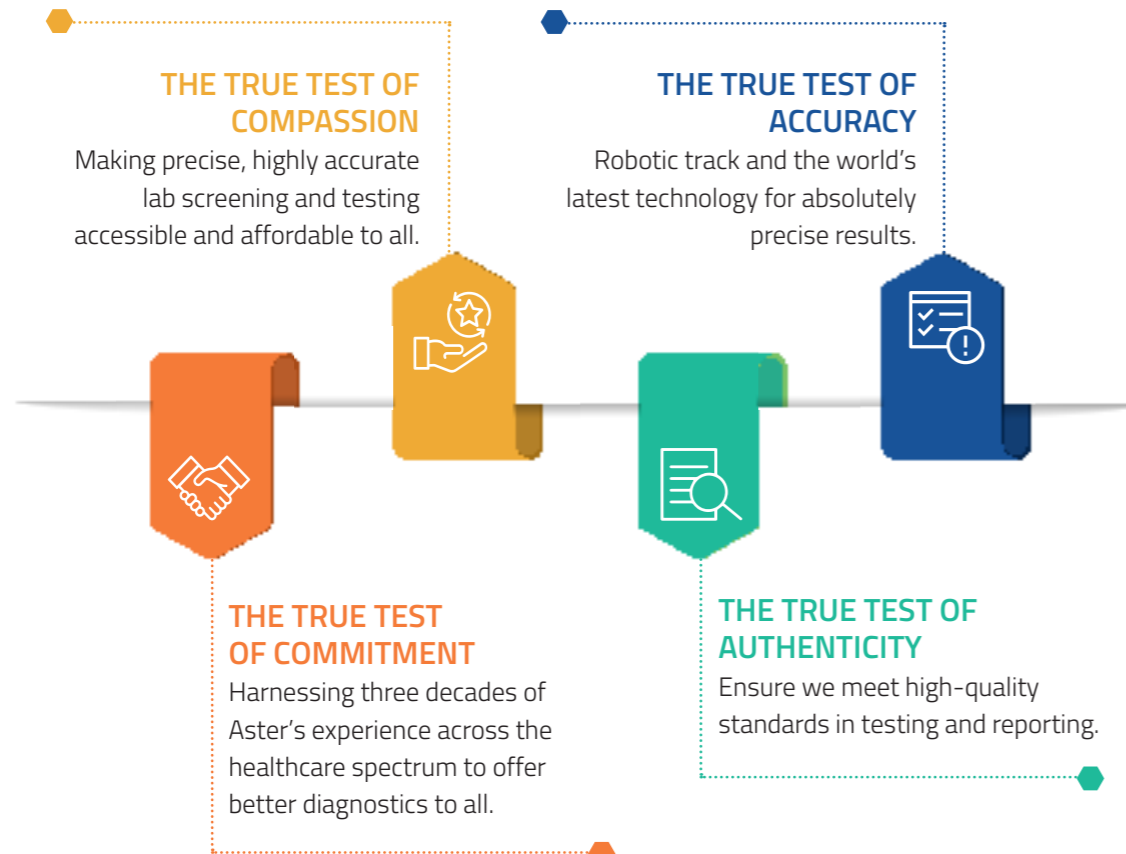 THE TRUE TEST OF
COMPASSION
Making precise, highly accurate
lab screening and testing
accessible and affordable to all.
THE TRUE TEST OF
ACCURACY
Robotic track and the world’s
latest technology for absolutely
precise results.
THE TRUE TEST
OF COMMITMENT
Harnessing three decades of
Aster’s experience across the
healthcare spectrum to offer
better diagnostics to all.
THE TRUE TEST OF
AUTHENTICITY
Ensure we meet high-quality
standards in testing and reporting.